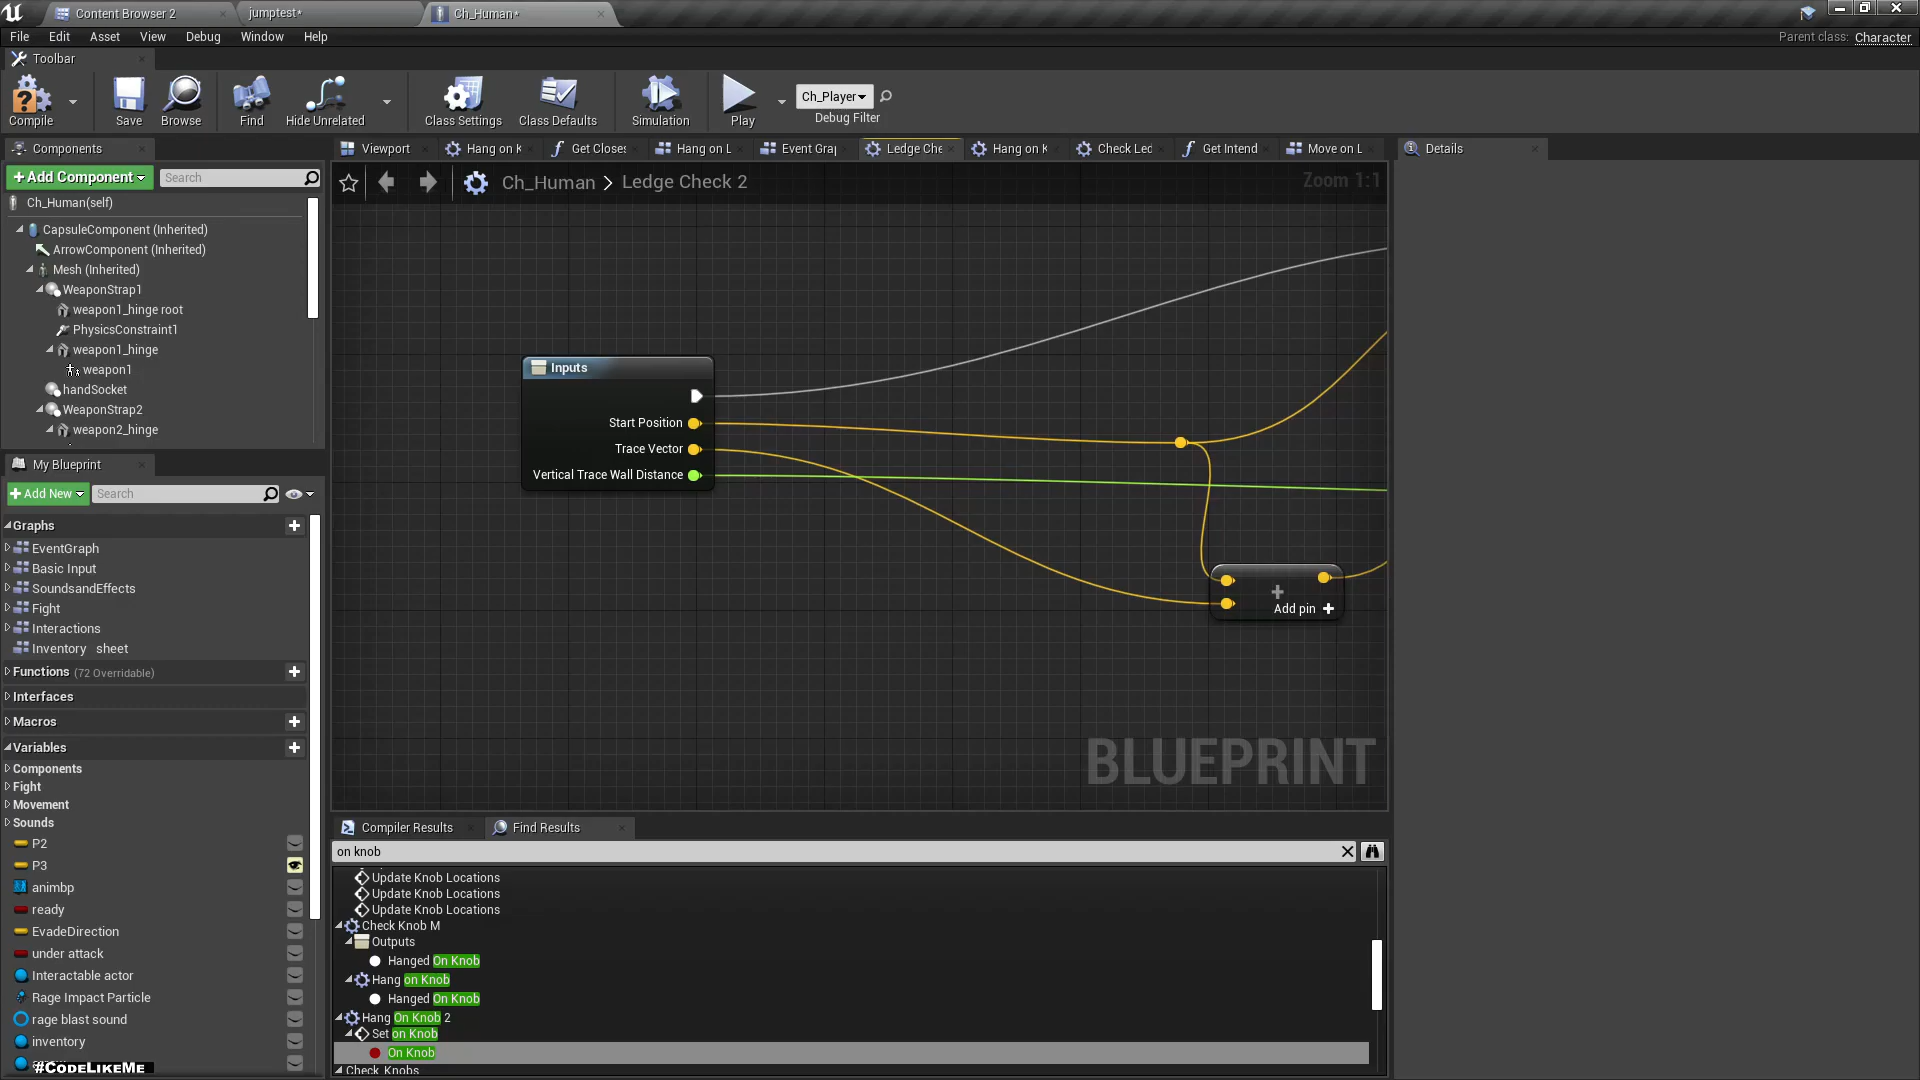 Content Browser 2
jumptest*
Ch_Human*
File Edit Asset View Debug Window Help
Parent class: Character
Toolbar
Compile
Save
Browse
Find
Hide Unrelated
Class Settings
Class Defaults
Simulation
Play
Ch_Player
Debug Filter
Components
Add Component
Search
Ch_Human(self)
CapsuleComponent (Inherited)
ArrowComponent (Inherited)
Mesh (Inherited)
WeaponStrap1
weapon1_hinge root
PhysicsConstraint1
weapon1_hinge
weapon1
handSocket
WeaponStrap2
weapon2_hinge
My Blueprint
Add New
Search
Graphs
EventGraph
Basic Input
SoundsandEffects
Fight
Interactions
Inventory sheet
Functions (72 Overridable)
Interfaces
Macros
Variables
Components
Fight
Movement
Sounds
P2
P3
animbp
ready
EvadeDirection
under attack
Interactable actor
Rage Impact Particle
rage blast sound
inventory
#CodeLikeMe
Viewport
Hang on K
Get Closes
Hang on L
Event Grap
Ledge Che
Hang on K
Check Led
Get Intend
Move on L
Ch_Human > Ledge Check 2
Zoom 1:1
Inputs
Start Position
Trace Vector
Vertical Trace Wall Distance
Add pin
BLUEPRINT
Compiler Results
Find Results
on knob
Update Knob Locations
Update Knob Locations
Update Knob Locations
Check Knob M
Outputs
Hanged On Knob
Hang on Knob
Hanged On Knob
Hang On Knob 2
Set on Knob
On Knob
Check Knobs
Details